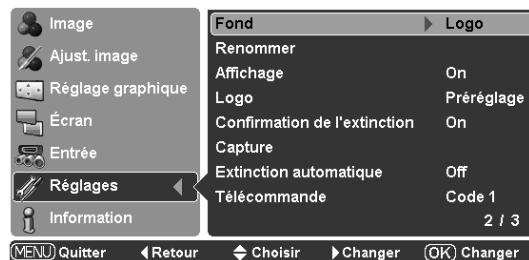 Image
Ajust. image
Réglage graphique
Écran
Entrée
Réglages
Information
Fond Logo
Renommer
Affichage On
Logo Préréglage
Confirmation de l'extinction On
Capture
Extinction automatique Off
Télécommande Code 1
2 / 3
MENU Quitter Retour Choisir Changer OK Changer